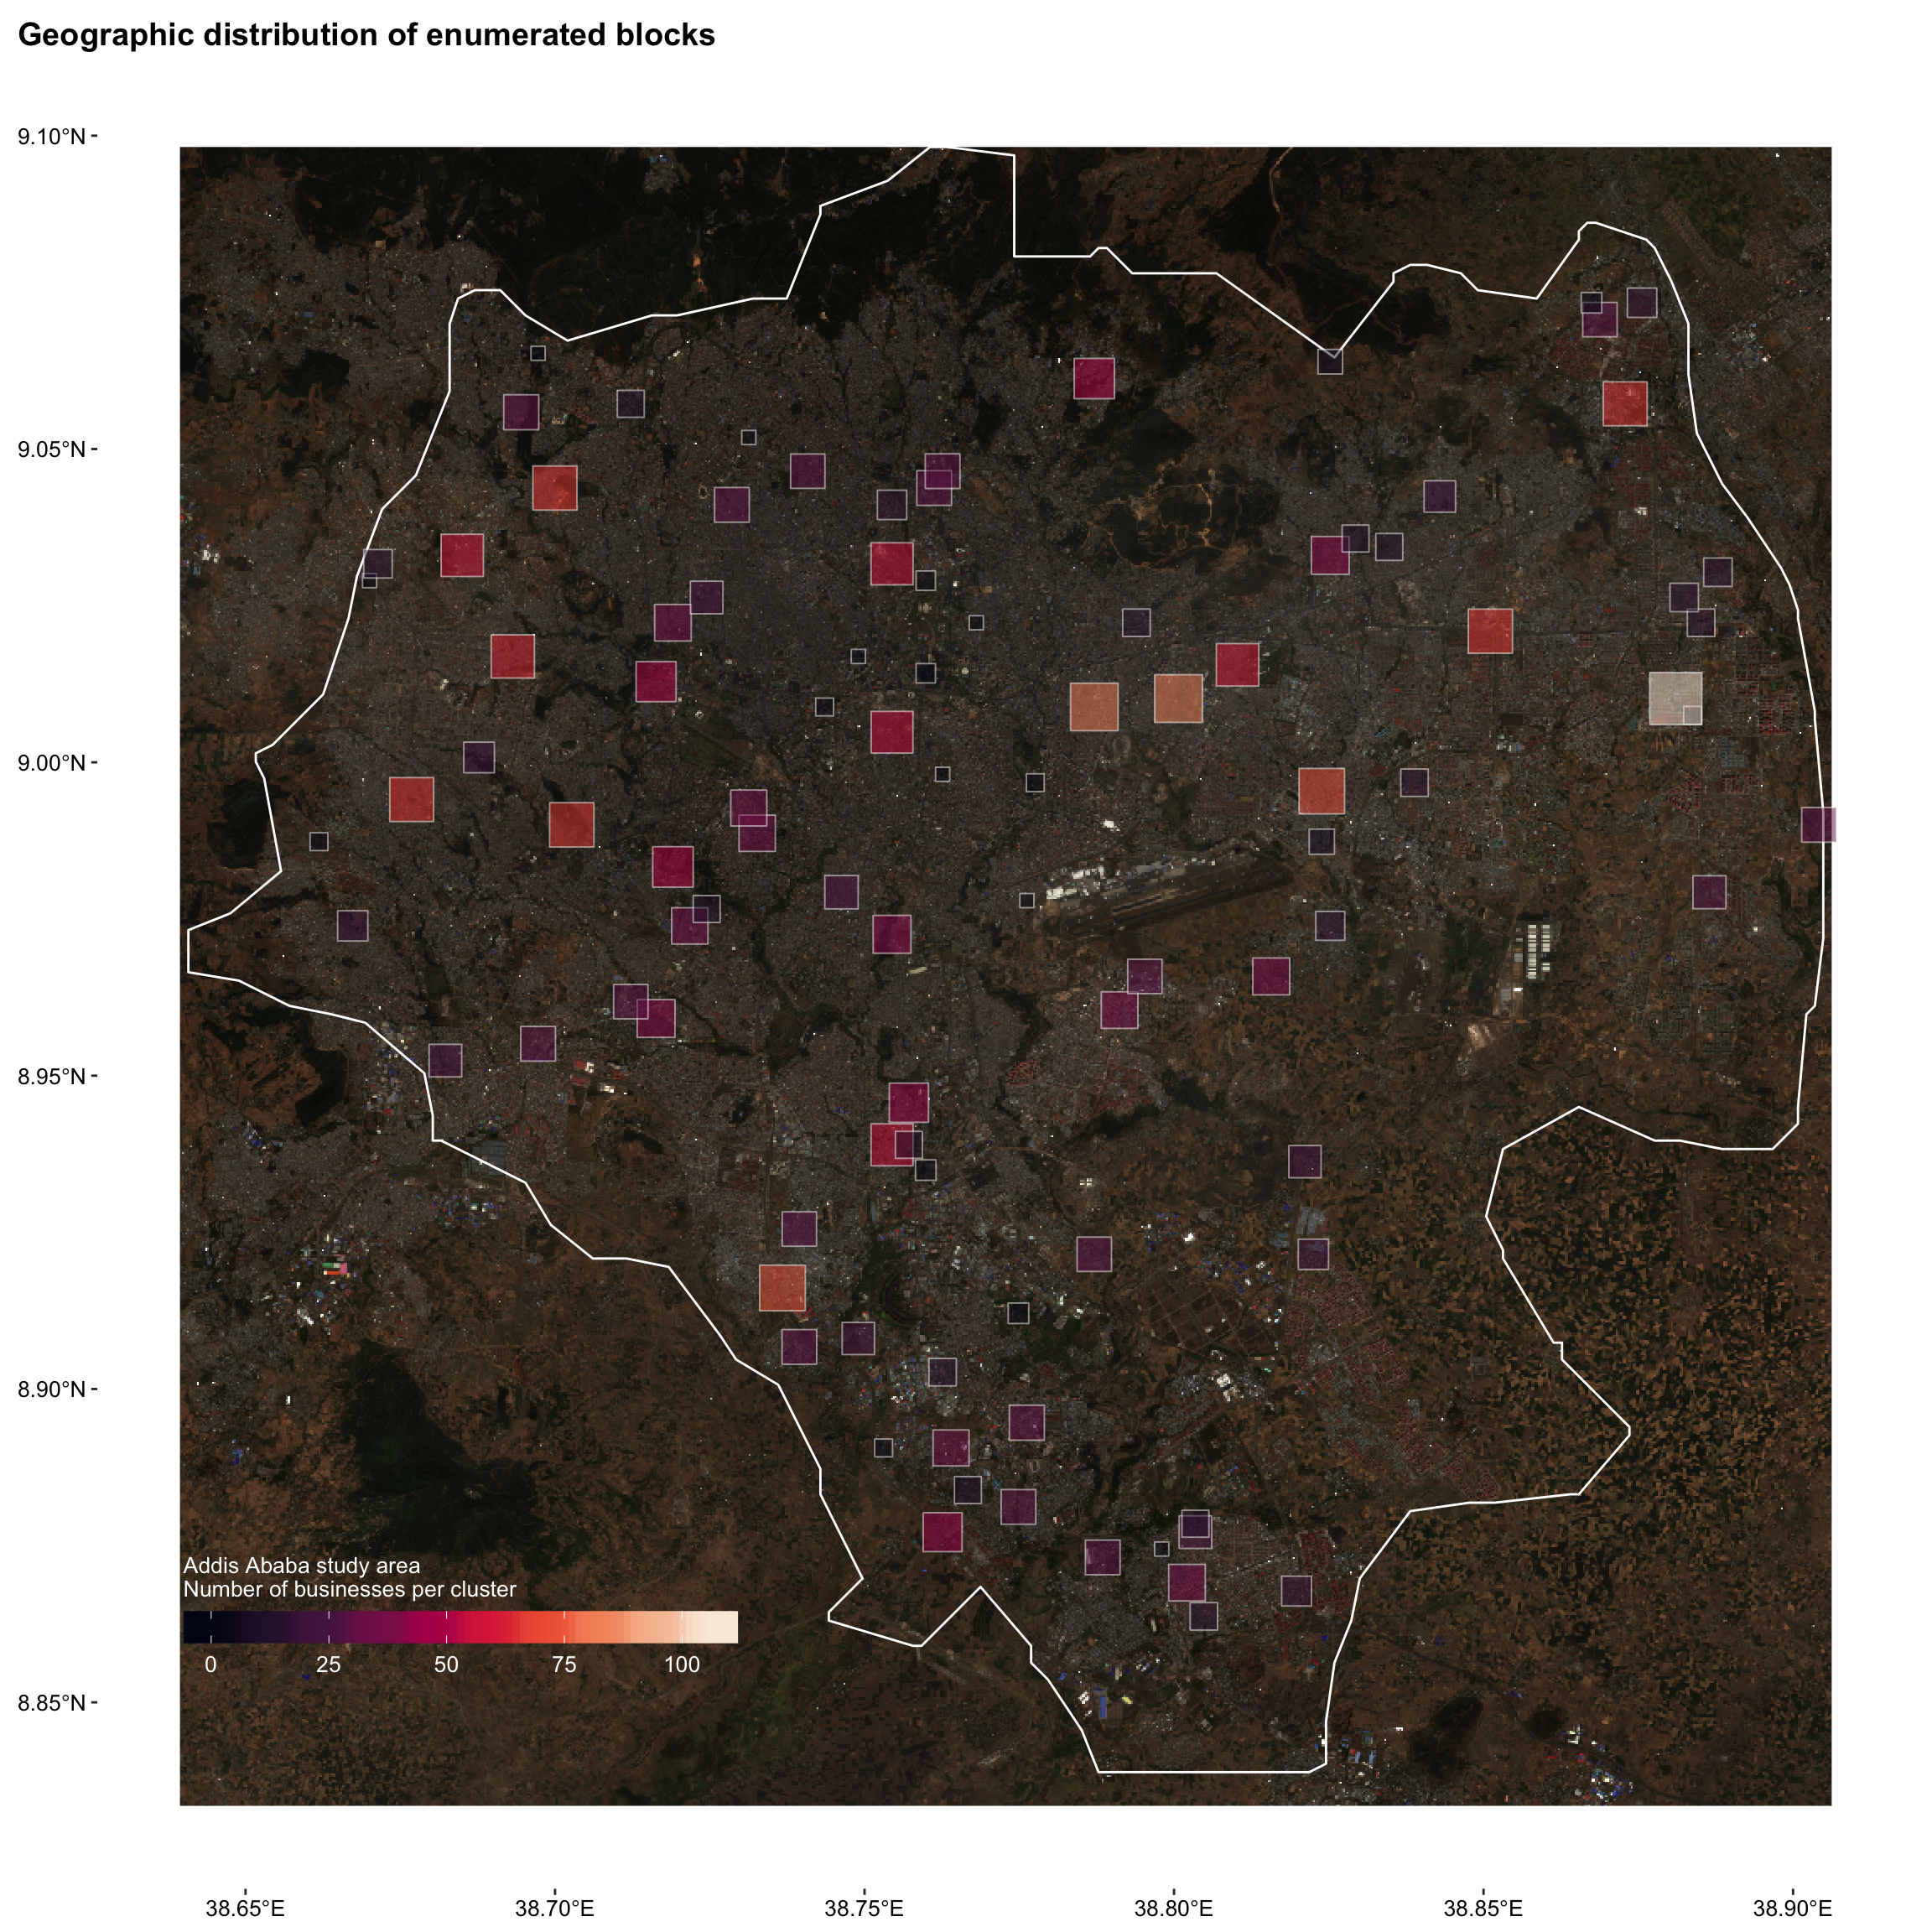 Geographic distribution of enumerated blocks
9.10°N
9.05°N
9.00°N
8.95°N
8.90°N
8.85°N
Addis Ababa study area
Number of businesses per cluster
0 25 50 75 100
38.65°E 38.70°E 38.75°E 38.80°E 38.85°E 38.90°E